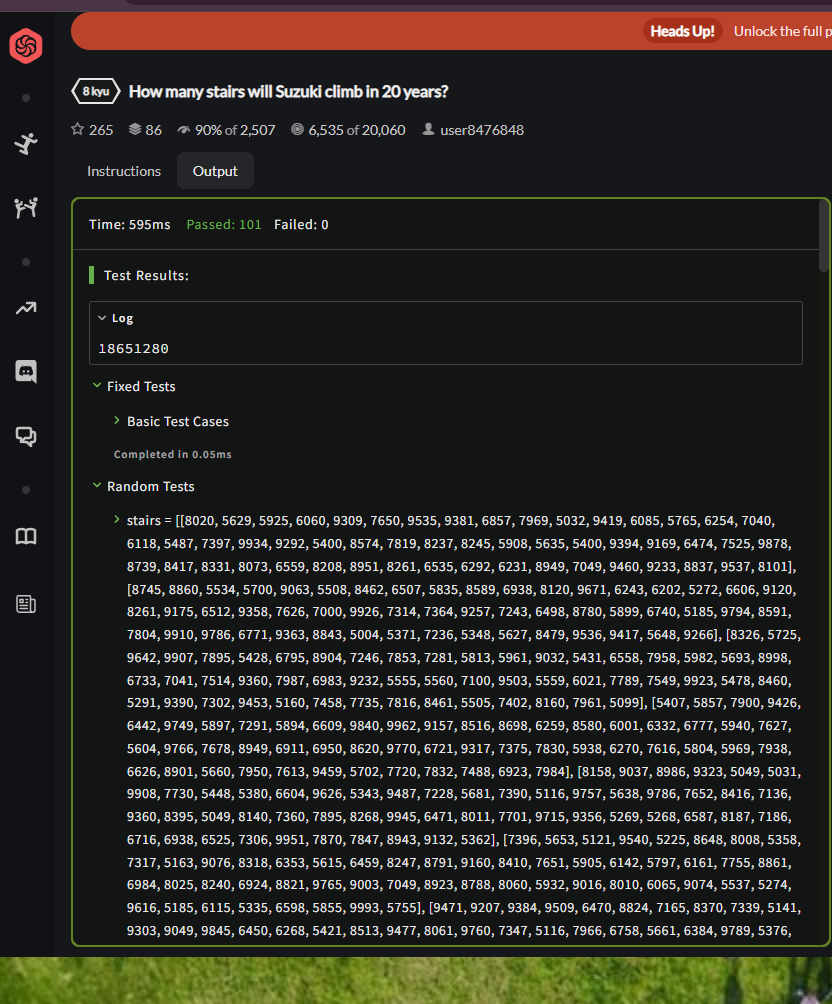 Heads Up! Unlock the full p
8 kyu How many stairs will Suzuki climb in 20 years?
265 86 90% of 2,507 6,535 of 20,060 user8476848
Instructions Output
Time: 595ms Passed: 101 Failed: 0
Test Results:
Log
18651280
Fixed Tests
Basic Test Cases
Completed in 0.05ms
Random Tests
stairs = [[8020, 5629, 5925, 6060, 9309, 7650, 9535, 9381, 6857, 7969, 5032, 9419, 6085, 5765, 6254, 7040,
6118, 5487, 7397, 9934, 9292, 5400, 8574, 7819, 8237, 8245, 5908, 5635, 5400, 9394, 9169, 6474, 7525, 9878,
8739, 8417, 8331, 8073, 6559, 8208, 8951, 8261, 6535, 6292, 6231, 8949, 7049, 9460, 9233, 8837, 9537, 8101],
[8745, 8860, 5534, 5700, 9063, 5508, 8462, 6507, 5835, 8589, 6938, 8120, 9671, 6243, 6202, 5272, 6606, 9120,
8261, 9175, 6512, 9358, 7626, 7000, 9926, 7314, 7364, 9257, 7243, 6498, 8780, 5899, 6740, 5185, 9794, 8591,
7804, 9910, 9786, 6771, 9363, 8843, 5004, 5371, 7236, 5348, 5627, 8479, 9536, 9417, 5648, 9266], [8326, 5725,
9642, 9907, 7895, 5428, 6795, 8904, 7246, 7853, 7281, 5813, 5961, 9032, 5431, 6558, 7958, 5982, 5693, 8998,
6733, 7041, 7514, 9360, 7987, 6983, 9232, 5555, 5560, 7100, 9503, 5559, 6021, 7789, 7549, 9923, 5478, 8460,
5291, 9390, 7302, 9453, 5160, 7458, 7735, 7816, 8461, 5505, 7402, 8160, 7961, 5099], [5407, 5857, 7900, 9426,
6442, 9749, 5897, 7291, 5894, 6609, 9840, 9962, 9157, 8516, 8698, 6259, 8580, 6001, 6332, 6777, 5940, 7627,
5604, 9766, 7678, 8949, 6911, 6950, 8620, 9770, 6721, 9317, 7375, 7830, 5938, 6270, 7616, 5804, 5969, 7938,
6626, 8901, 5660, 7950, 7613, 9459, 5702, 7720, 7832, 7488, 6923, 7984], [8158, 9037, 8986, 9323, 5049, 5031,
9908, 7730, 5448, 5380, 6604, 9626, 5343, 9487, 7228, 5681, 7390, 5116, 9757, 5638, 9786, 7652, 8416, 7136,
9360, 8395, 5049, 8140, 7360, 7895, 8268, 9945, 6471, 8011, 7701, 9715, 9356, 5269, 5268, 6587, 8187, 7186,
6716, 6938, 6525, 7306, 9951, 7870, 7847, 8943, 9132, 5362], [7396, 5653, 5121, 9540, 5225, 8648, 8008, 5358,
7317, 5163, 9076, 8318, 6353, 5615, 6459, 8247, 8791, 9160, 8410, 7651, 5905, 6142, 5797, 6161, 7755, 8861,
6984, 8025, 8240, 6924, 8821, 9765, 9003, 7049, 8923, 8788, 8060, 5932, 9016, 8010, 6065, 9074, 5537, 5274,
9616, 5185, 6115, 5335, 6598, 5855, 9993, 5755], [9471, 9207, 9384, 9509, 6470, 8824, 7165, 8370, 7339, 5141,
9303, 9049, 9845, 6450, 6268, 5421, 8513, 9477, 8061, 9760, 7347, 5116, 7966, 6758, 5661, 6384, 9789, 5376,